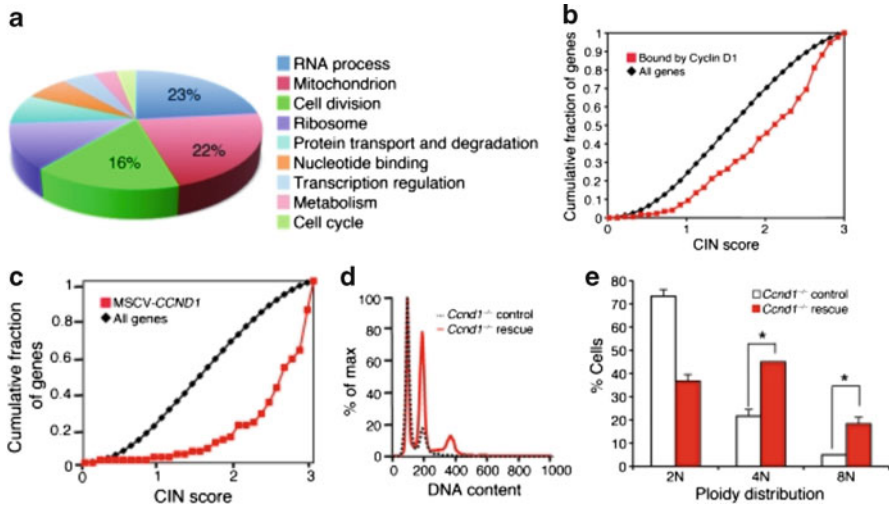 a
23%
22%
16%
RNA process
Mitochondrion
Cell division
Ribosome
Protein transport and degradation
Nucleotide binding
Transcription regulation
Metabolism
Cell cycle
b
Cumulative fraction of genes
1
0.9
0.8
0.7
0.6
0.5
0.4
0.3
0.2
0.1
0
Bound by Cyclin D1
All genes
0 1 2 3
CIN score
c
Cumulative fraction
of genes
1
0.8
0.6
0.4
0.2
0
MSCV-CCND1
All genes
0 1 2 3
CIN score
d
% of max
100
80
60
40
20
0
Ccnd1-/- control
Ccnd1-/- rescue
0 200 400 600 800 1000
DNA content
e
% Cells
80
70
60
50
40
30
20
10
0
Ccnd1-/- control
Ccnd1-/- rescue
*
*
2N 4N 8N
Ploidy distribution